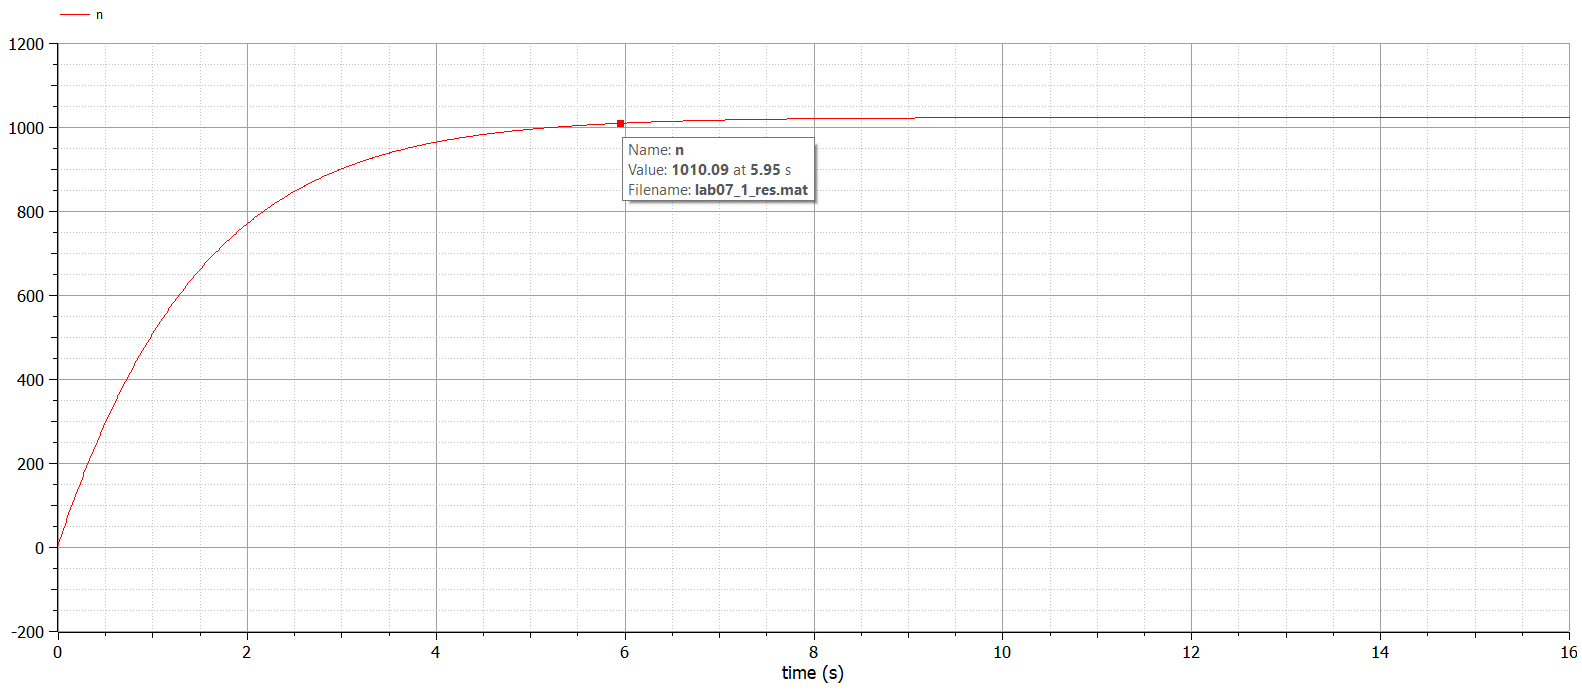 n
1200
1000
800
600
400
200
0
-200
Name: n
Value: 1010.09 at 5.95 s
Filename: lab07_1_res.mat
0 2 4 6 8 10 12 14 16
time (s)